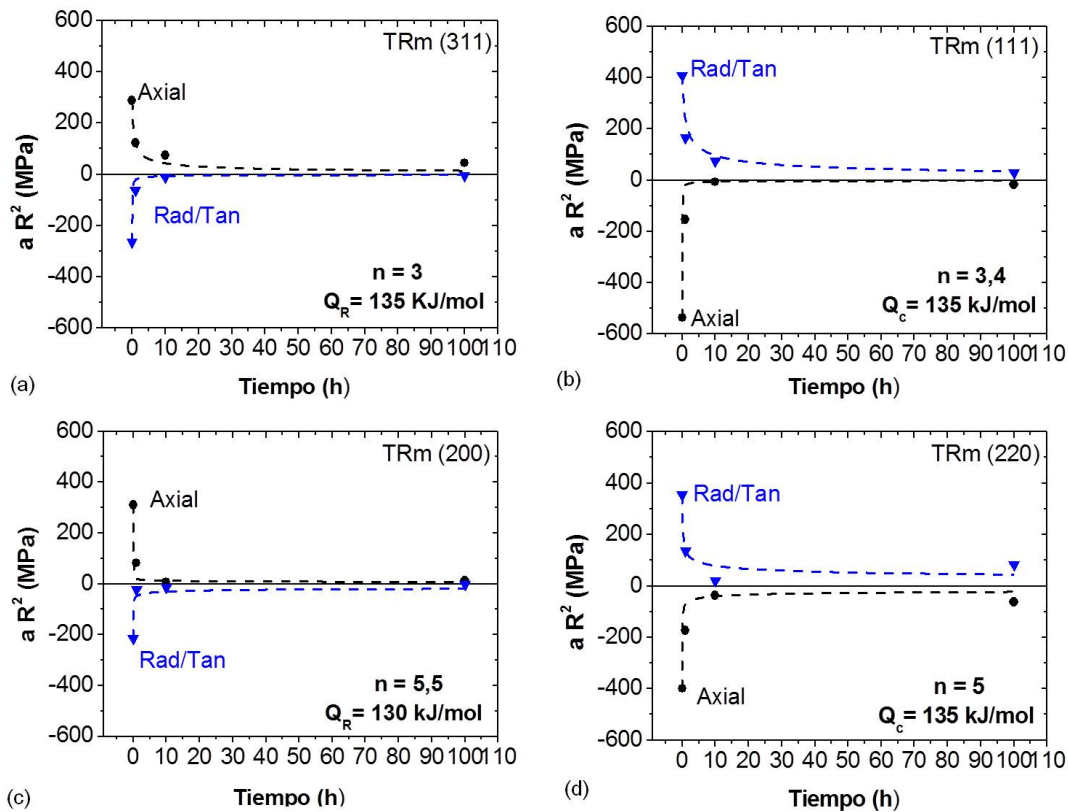 600
400
200
0
-200
-400
-600
a R² (MPa)
TRm (311)
Axial
Rad/Tan
n = 3
Q_R= 135 KJ/mol
0 10 20 30 40 50 60 70 80 90 100 110
Tiempo (h)
(a)
600
400
200
0
-200
-400
-600
a R² (MPa)
TRm (111)
Rad/Tan
Axial
n = 3,4
Q_c= 135 kJ/mol
0 10 20 30 40 50 60 70 80 90 100 110
Tiempo (h)
(b)
600
400
200
0
-200
-400
-600
a R² (MPa)
TRm (200)
Axial
Rad/Tan
n = 5,5
Q_R= 130 kJ/mol
0 10 20 30 40 50 60 70 80 90 100 110
Tiempo (h)
(c)
600
400
200
0
-200
-400
-600
a R² (MPa)
TRm (220)
Rad/Tan
Axial
n = 5
Q_c= 135 kJ/mol
0 10 20 30 40 50 60 70 80 90 100 110
Tiempo (h)
(d)